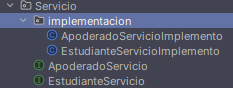 Servicio
implementacion
ApoderadoServicioImplemento
EstudianteServicioImplemento
ApoderadoServicio
EstudianteServicio